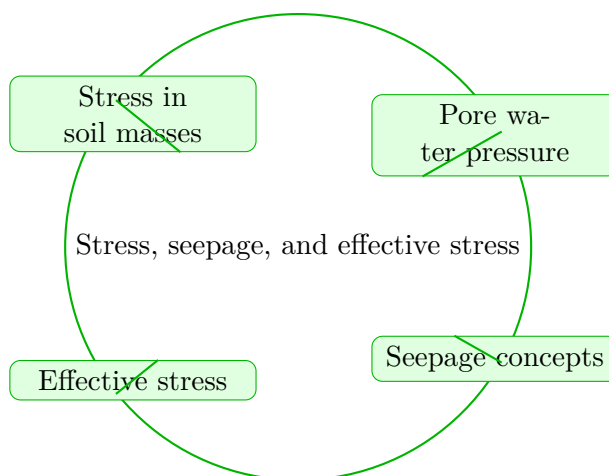 Stress in
soil masses
Pore wa-
ter pressure
Stress, seepage, and effective stress
Effective stress
Seepage concepts